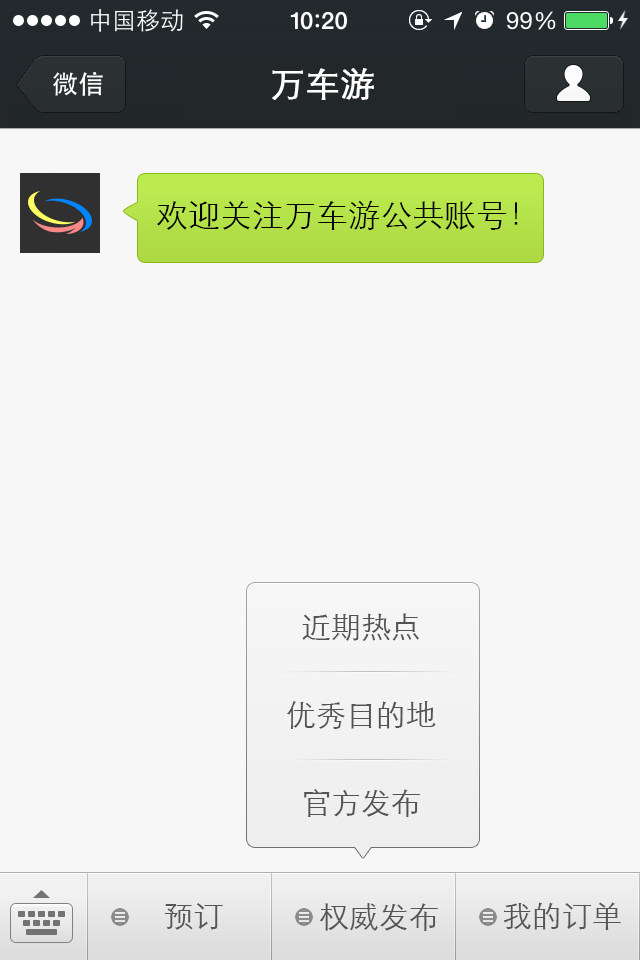 中国移动 10:20 99%
微信 万车游
欢迎关注万车游公共账号!
近期热点
优秀目的地
官方发布
预订 权威发布 我的订单